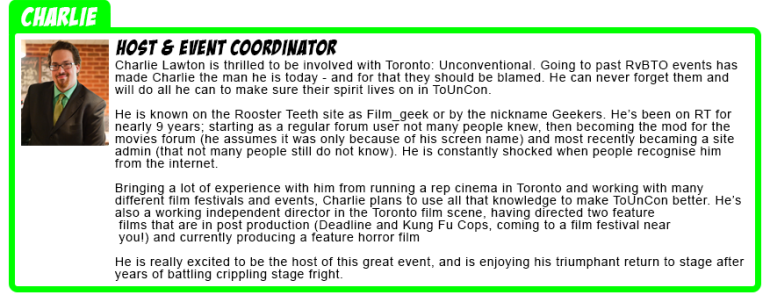 CHARLIE
HOST & EVENT COORDINATOR
Charlie Lawton is thrilled to be involved with Toronto: Unconventional. Going to past RvBTO events has
made Charlie the man he is today - and for that they should be blamed. He can never forget them and
will do all he can to make sure their spirit lives on in ToUnCon.
He is known on the Rooster Teeth site as Film_geek or by the nickname Geekers. He's been on RT for
nearly 9 years; starting as a regular forum user not many people knew, then becoming the mod for the
movies forum (he assumes it was only because of his screen name) and most recently becaming a site
admin (that not many people still do not know). He is constantly shocked when people recognise him
from the internet.
Bringing a lot of experience with him from running a rep cinema in Toronto and working with many
different film festivals and events, Charlie plans to use all that knowledge to make ToUnCon better. He's
also a working independent director in the Toronto film scene, having directed two feature
films that are in post production (Deadline and Kung Fu Cops, coming to a film festival near
you!) and currently producing a feature horror film
He is really excited to be the host of this great event, and is enjoying his triumphant return to stage after
years of battling crippling stage fright.